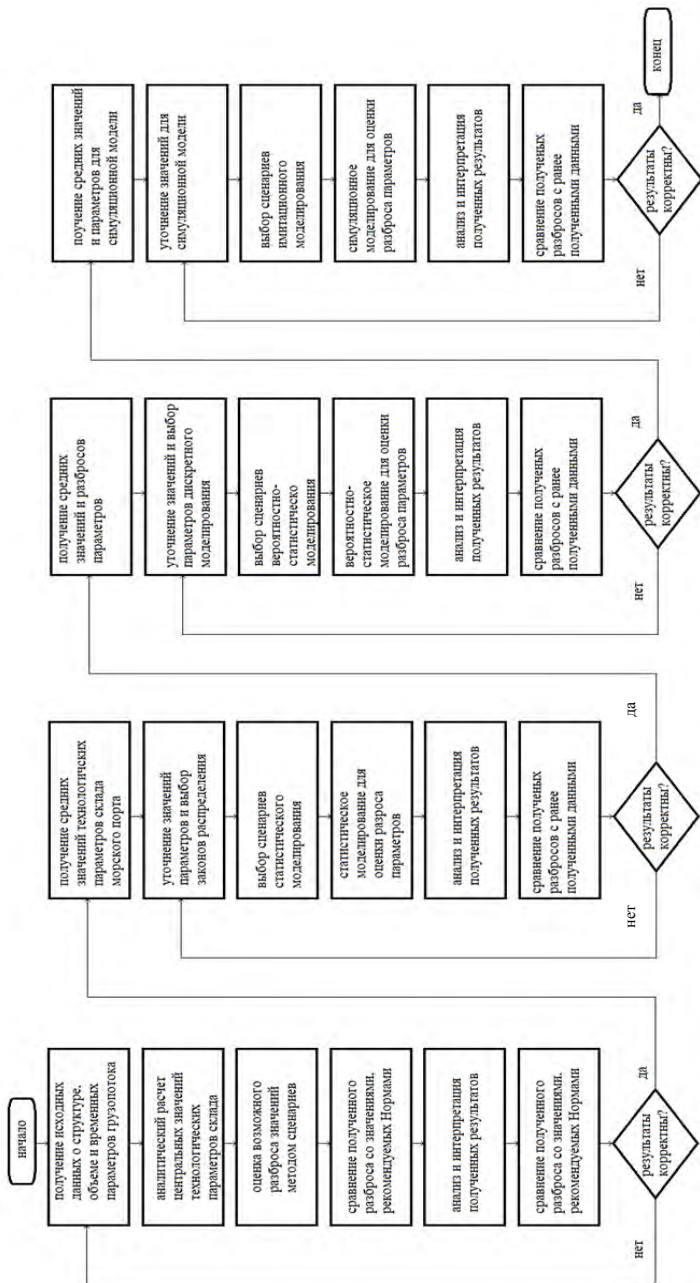 начало
получение исходных
данных о структуре,
объеме и временных
параметров грузопотока
аналитический расчет
центральных значений
технологических
параметров склада
оценка возможного
разброса значений
методом сценариев
сравнение полученного
разброса со значениями,
рекомендуемых Нормами
анализ и интерпретация
полученных результатов
сравнение полученного
разброса со значениями,
рекомендуемых Нормами
результаты
корректны?
нет
да
получение средних
значений технологических
параметров склада
морского порта
уточнение значений
параметров и выбор
законов распределения
выбор сценариев
статистического
моделирования
статистическое
моделирование для
оценки разроса
параметров
анализ и интерпретация
полученных результатов
сравнение полученых
разбросов с ранее
полученными данными
результаты
корректны?
нет
да
получение средних
значений и разбросов
параметров
уточнение значений и выбор
параметров дискретного
моделирования
выбор сценариев
вероятностно-
статистическо
моделирования
вероятностно-
статистическое
моделирование для оценки
разброса параметров
анализ и интерпретация
полученных результатов
сравнение полученых
разбросов с ранее
полученными данными
результаты
корректны?
нет
да
поучение средних значений
и параметров для
симуляционной модели
уточнение значений для
симуляционной модели
выбор сценариев
имитационного
моделирования
симуляционное
моделирование для оценки
разброса параметров
анализ и интерпретация
полученных результатов
сравнение полученых
разбросов с ранее
полученными данными
результаты
корректны?
нет
да
конец